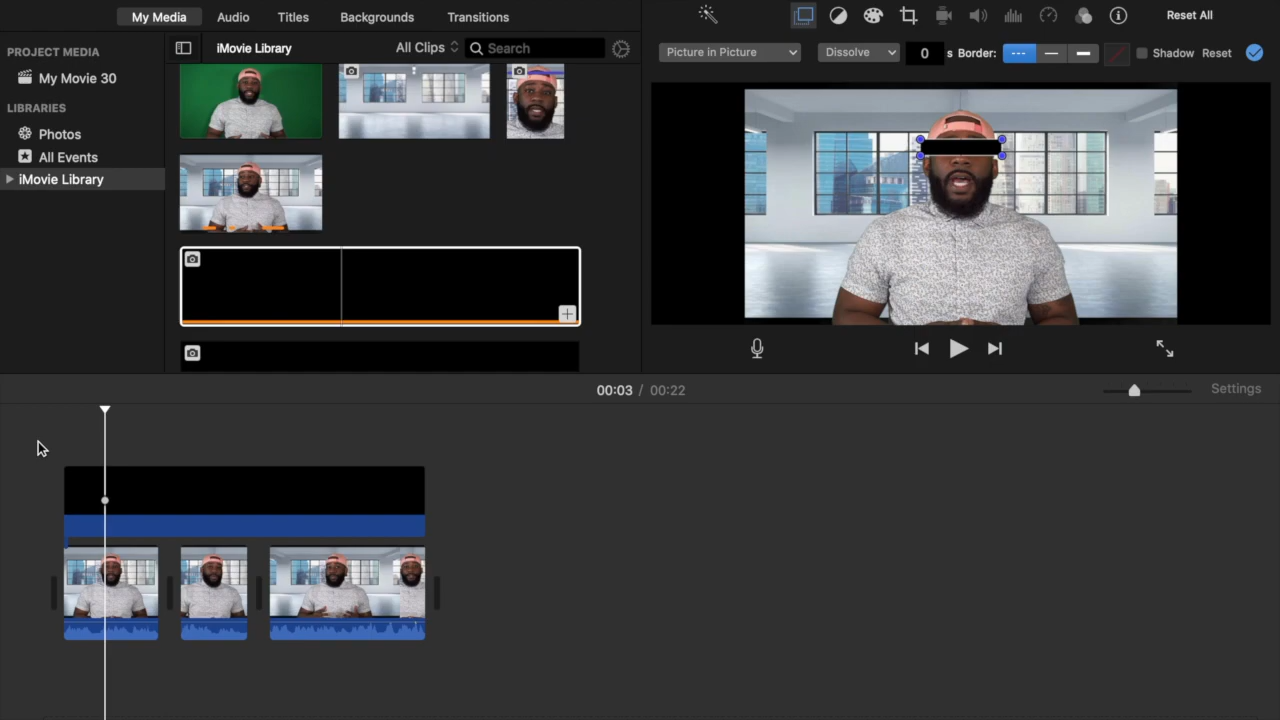 My Media Audio Titles Backgrounds Transitions
Reset All
PROJECT MEDIA
My Movie 30
LIBRARIES
Photos
All Events
iMovie Library
iMovie Library All Clips Search
Picture in Picture Dissolve 0 s Border: Shadow Reset
00:03 / 00:22
Settings